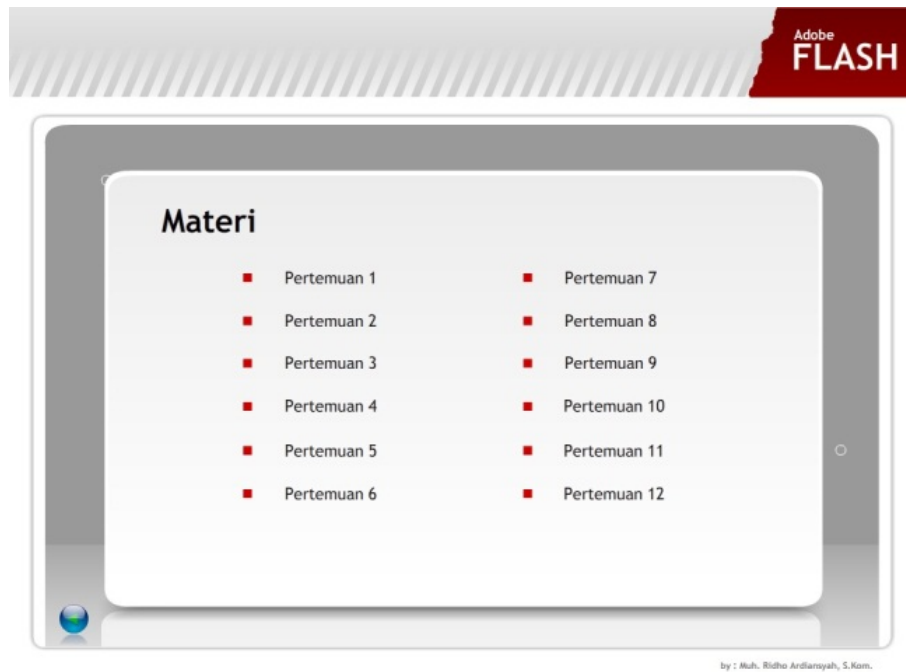 Adobe
FLASH
Materi
Pertemuan 1
Pertemuan 2
Pertemuan 3
Pertemuan 4
Pertemuan 5
Pertemuan 6
Pertemuan 7
Pertemuan 8
Pertemuan 9
Pertemuan 10
Pertemuan 11
Pertemuan 12
by : Muh. Ridho Ardiansyah, S.Kom.